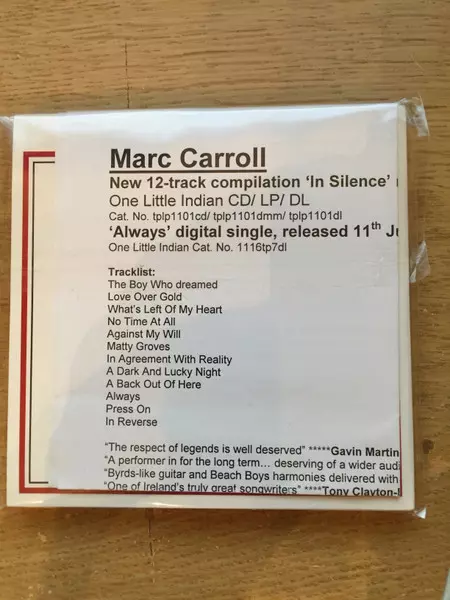 Marc Carroll
New 12-track compilation ‘In Silence’
One Little Indian CD/ LP/ DL
Cat. No. tplp1101cd/ tplp1101dmm/ tplp1101dl
‘Always’ digital single, released 11th
One Little Indian Cat. No. 1116tp7dl
Tracklist:
The Boy Who dreamed
Love Over Gold
What’s Left Of My Heart
No Time At All
Against My Will
Matty Groves
In Agreement With Reality
A Dark And Lucky Night
A Back Out Of Here
Always
Press On
In Reverse
“The respect of legends is well deserved” *****Gavin Martin
“A performer in for the long term… deserving of a wider audi
“Byrds-like guitar and Beach Boys harmonies delivered with
“One of Ireland’s truly great songwriters” ****Tony Clayton-